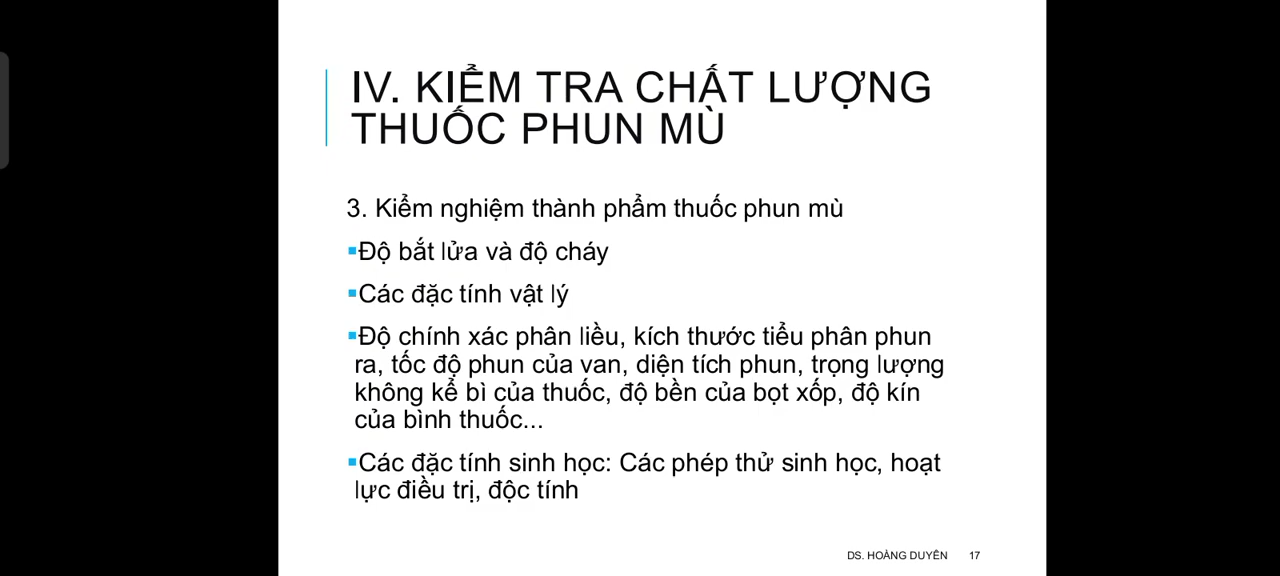 IV. KIỂM TRA CHẤT LƯỢNG
THUỐC PHUN MÙ
3. Kiểm nghiệm thành phẩm thuốc phun mù
▪Độ bắt lửa và độ cháy
▪Các đặc tính vật lý
▪Độ chính xác phân liều, kích thước tiểu phân phun
ra, tốc độ phun của van, diện tích phun, trọng lượng
không kể bì của thuốc, độ bền của bọt xốp, độ kín
của bình thuốc...
▪Các đặc tính sinh học: Các phép thử sinh học, hoạt
lực điều trị, độc tính
DS. HOÀNG DUYÊN 17